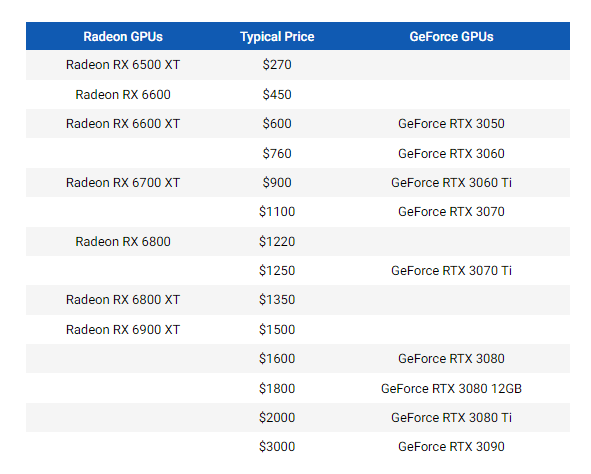 Radeon GPUs Typical Price GeForce GPUs
Radeon RX 6500 XT $270
Radeon RX 6600 $450
Radeon RX 6600 XT $600 GeForce RTX 3050
$760 GeForce RTX 3060
Radeon RX 6700 XT $900 GeForce RTX 3060 Ti
$1100 GeForce RTX 3070
Radeon RX 6800 $1220
$1250 GeForce RTX 3070 Ti
Radeon RX 6800 XT $1350
Radeon RX 6900 XT $1500
$1600 GeForce RTX 3080
$1800 GeForce RTX 3080 12GB
$2000 GeForce RTX 3080 Ti
$3000 GeForce RTX 3090